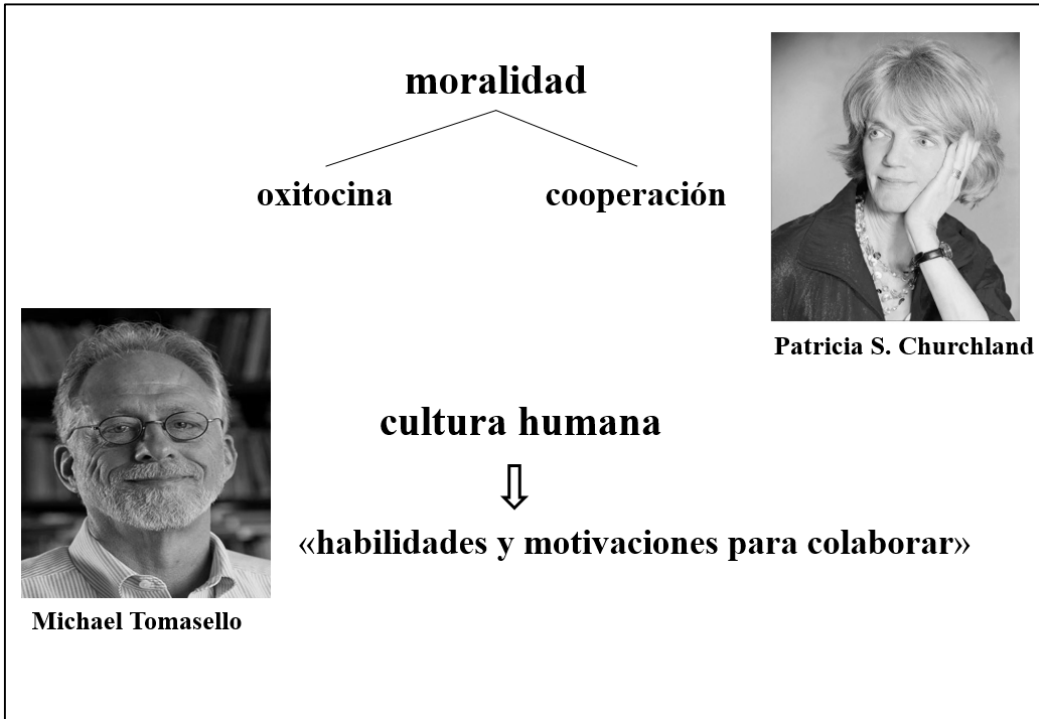 moralidad
oxitocina
cooperación
Patricia S. Churchland
cultura humana
«habilidades y motivaciones para colaborar»
Michael Tomasello